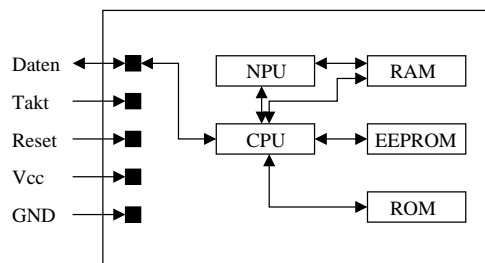 Daten
Takt
Reset
Vcc
GND
NPU
RAM
CPU
EEPROM
ROM